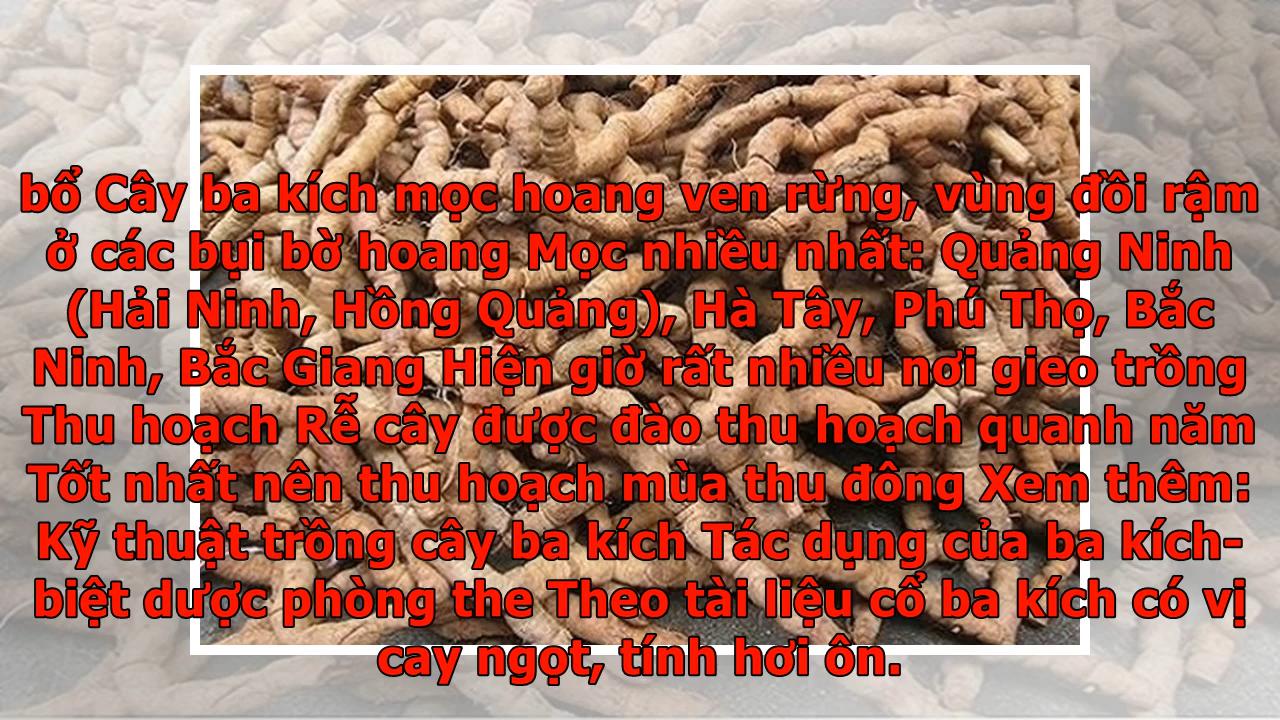 bổ Cây ba kích mọc hoang ven rừng, vùng đồi rậm
ở các bụi bờ hoang Mọc nhiều nhất: Quảng Ninh
(Hải Ninh, Hồng Quảng), Hà Tây, Phú Thọ, Bắc
Ninh, Bắc Giang Hiện giờ rất nhiều nơi gieo trồng
Thu hoạch Rễ cây được đào thu hoạch quanh năm
Tốt nhất nên thu hoạch mùa thu đông Xem thêm:
Kỹ thuật trồng cây ba kích Tác dụng của ba kích-
biệt dược phòng the Theo tài liệu cổ ba kích có vị
cay ngọt, tính hơi ôn.